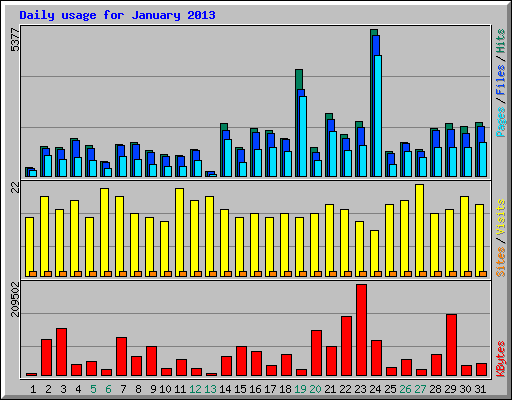 Daily usage for January 2013
5377
Pages / Files / Hits
22
Sites / Visits
209502
KBytes
1 2 3 4 5 6 7 8 9 10 11 12 13 14 15 16 17 18 19 20 21 22 23 24 25 26 27 28 29 30 31